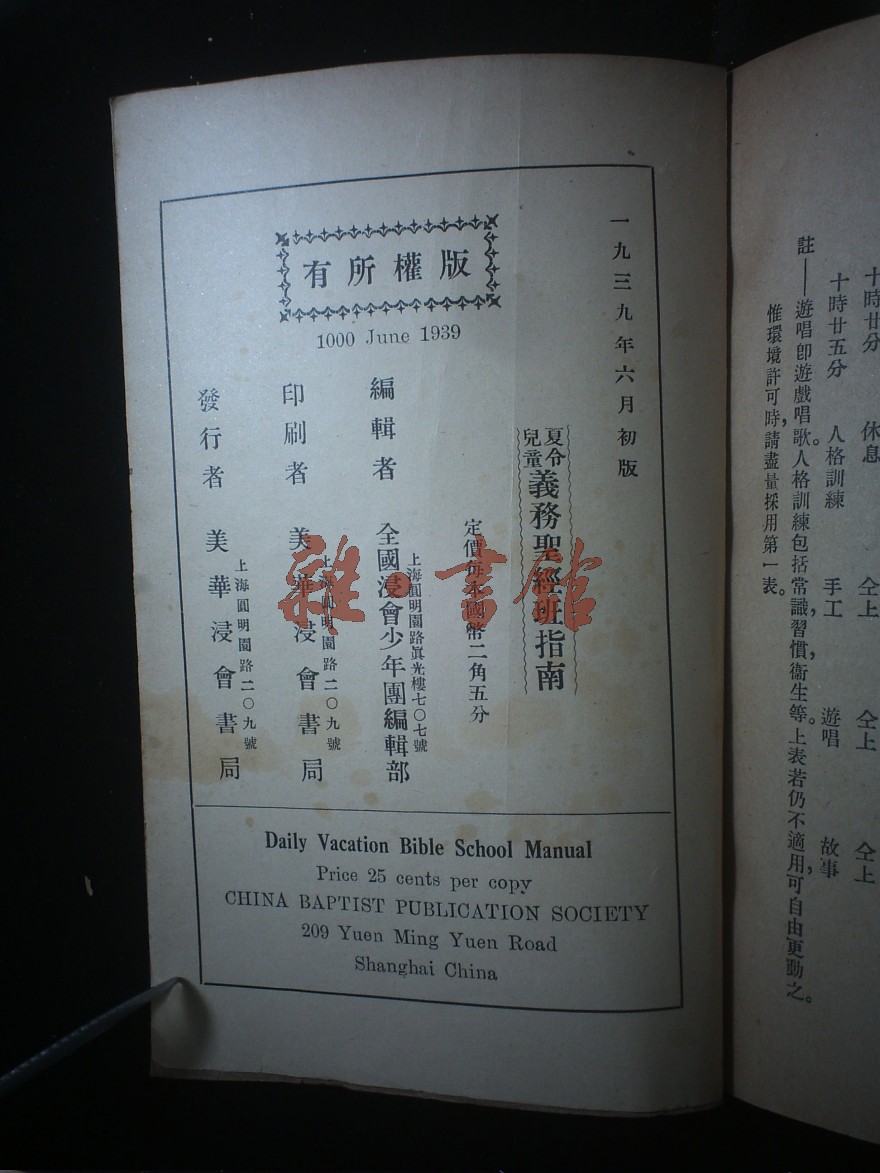 十時廿分 休息 仝上 仝上 仝上
十時廿五分 人格訓練 手工 遊唱 故事
註——遊唱卽遊戲唱歌。人格訓練包括常識,習慣,衞生等。上表若仍不適用,可自由更動之。
惟環境許可時,請盡量採用第一表。
一九三九年六月初版
夏令兒童義務聖經班指南
定價每本國幣二角五分
版權所有
1000 June 1939
上海圓明園路眞光樓七〇七號
編輯者 全國浸會少年團編輯部
上海圓明園路二〇九號
印刷者 美華浸會書局
上海圓明園路二〇九號
發行者 美華浸會書局
Daily Vacation Bible School Manual
Price 25 cents per copy
CHINA BAPTIST PUBLICATION SOCIETY
209 Yuen Ming Yuen Road
Shanghai China
雜·書館